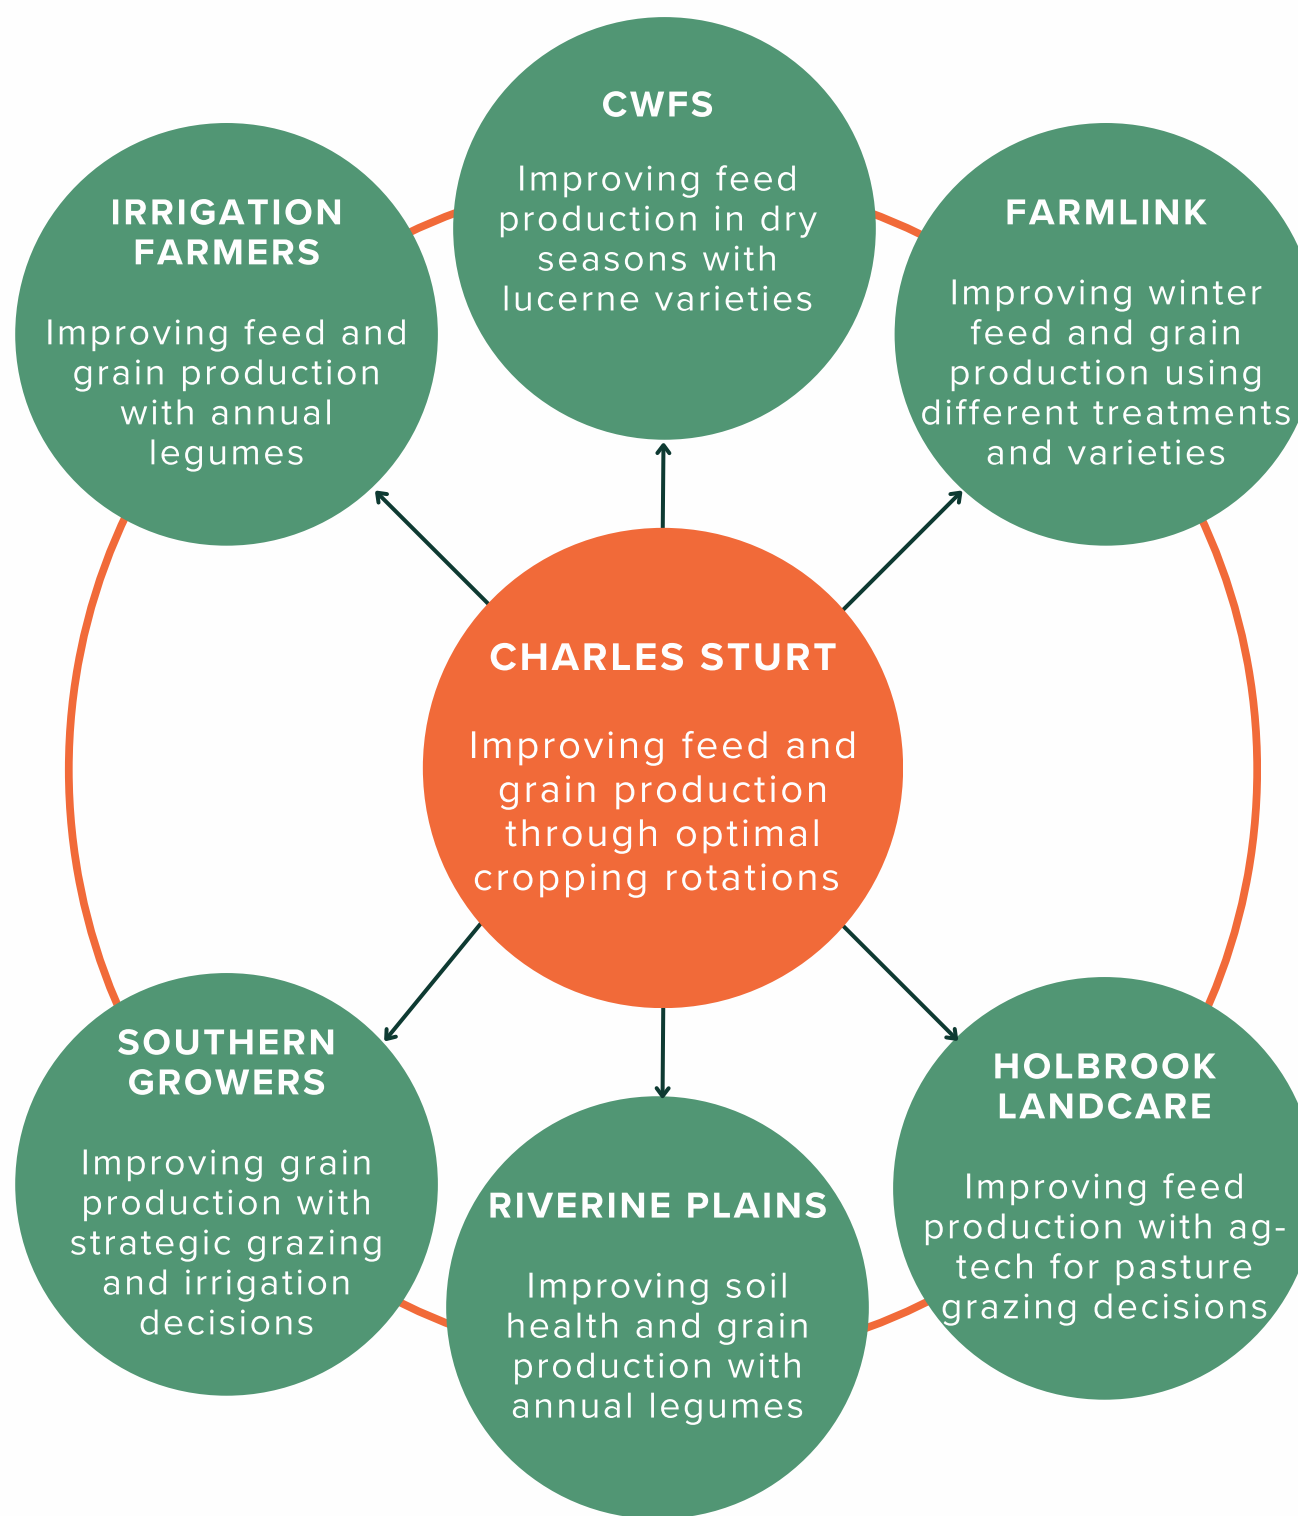 CWFS
Improving feed
production in dry
seasons with
lucerne varieties
IRRIGATION
FARMERS
Improving feed and
grain production
with annual
legumes
FARMLINK
Improving winter
feed and grain
production using
different treatments
and varieties
CHARLES STURT
Improving feed and
grain production
through optimal
cropping rotations
SOUTHERN
GROWERS
Improving grain
production with
strategic grazing
and irrigation
decisions
RIVERINE PLAINS
Improving soil
health and grain
production with
annual legumes
HOLBROOK
LANDCARE
Improving feed
production with ag-
tech for pasture
grazing decisions